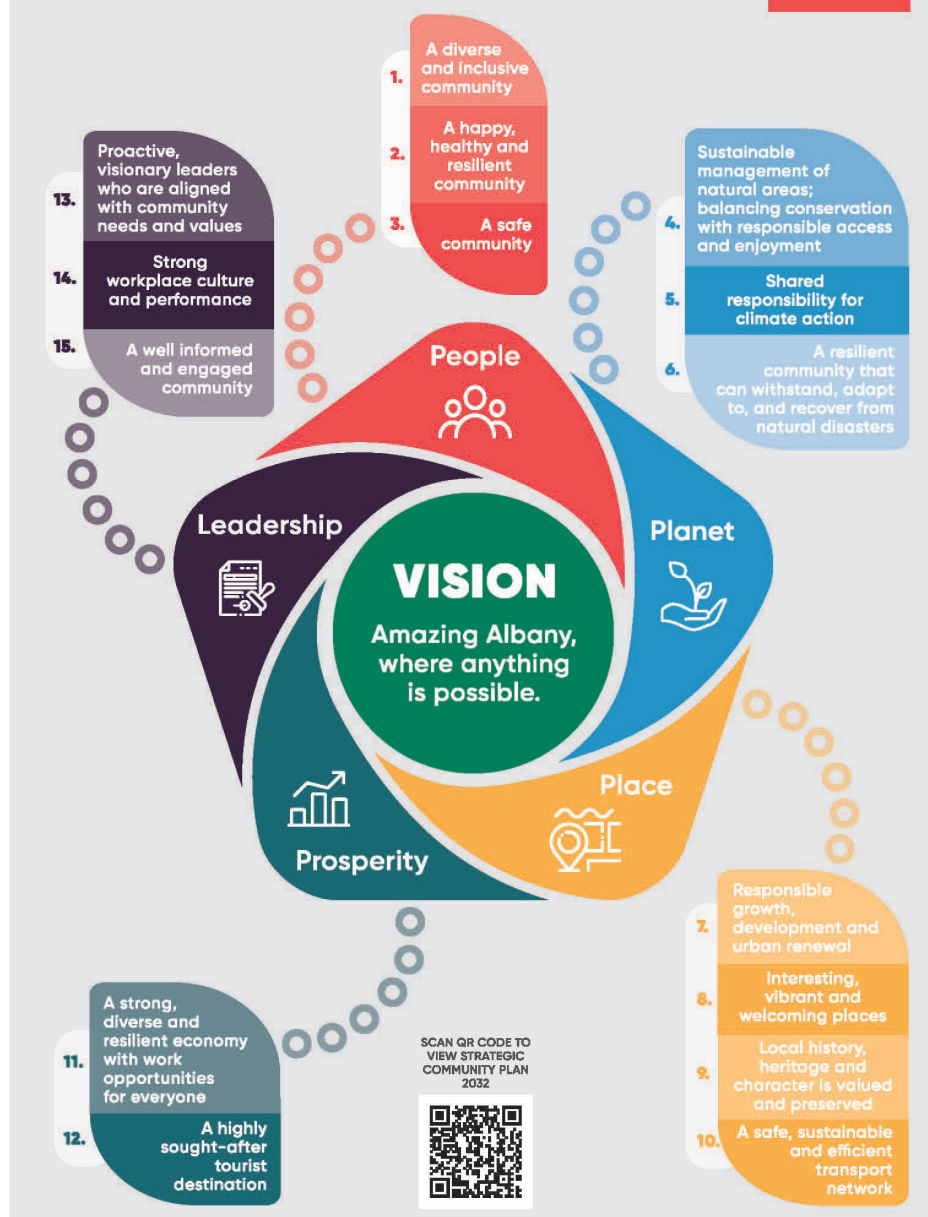 1.
A diverse
and inclusive
community
2.
A happy,
healthy and
resilient
community
3.
A safe
community
13.
Proactive,
visionary leaders
who are aligned
with community
needs and values
14.
Strong
workplace culture
and performance
15.
A well informed
and engaged
community
4.
Sustainable
management of
natural areas;
balancing conservation
with responsible access
and enjoyment
5.
Shared
responsibility for
climate action
6.
A resilient
community that
can withstand, adapt
to, and recover from
natural disasters
People
Leadership
Planet
VISION
Amazing Albany,
where anything
is possible.
Place
Prosperity
7.
Responsible
growth,
development and
urban renewal
8.
Interesting,
vibrant and
welcoming places
9.
Local history,
heritage and
character is valued
and preserved
10.
A safe, sustainable
and efficient
transport
network
11.
A strong,
diverse and
resilient economy
with work
opportunities
for everyone
12.
A highly
sought-after
tourist
destination
SCAN QR CODE TO
VIEW STRATEGIC
COMMUNITY PLAN
2032